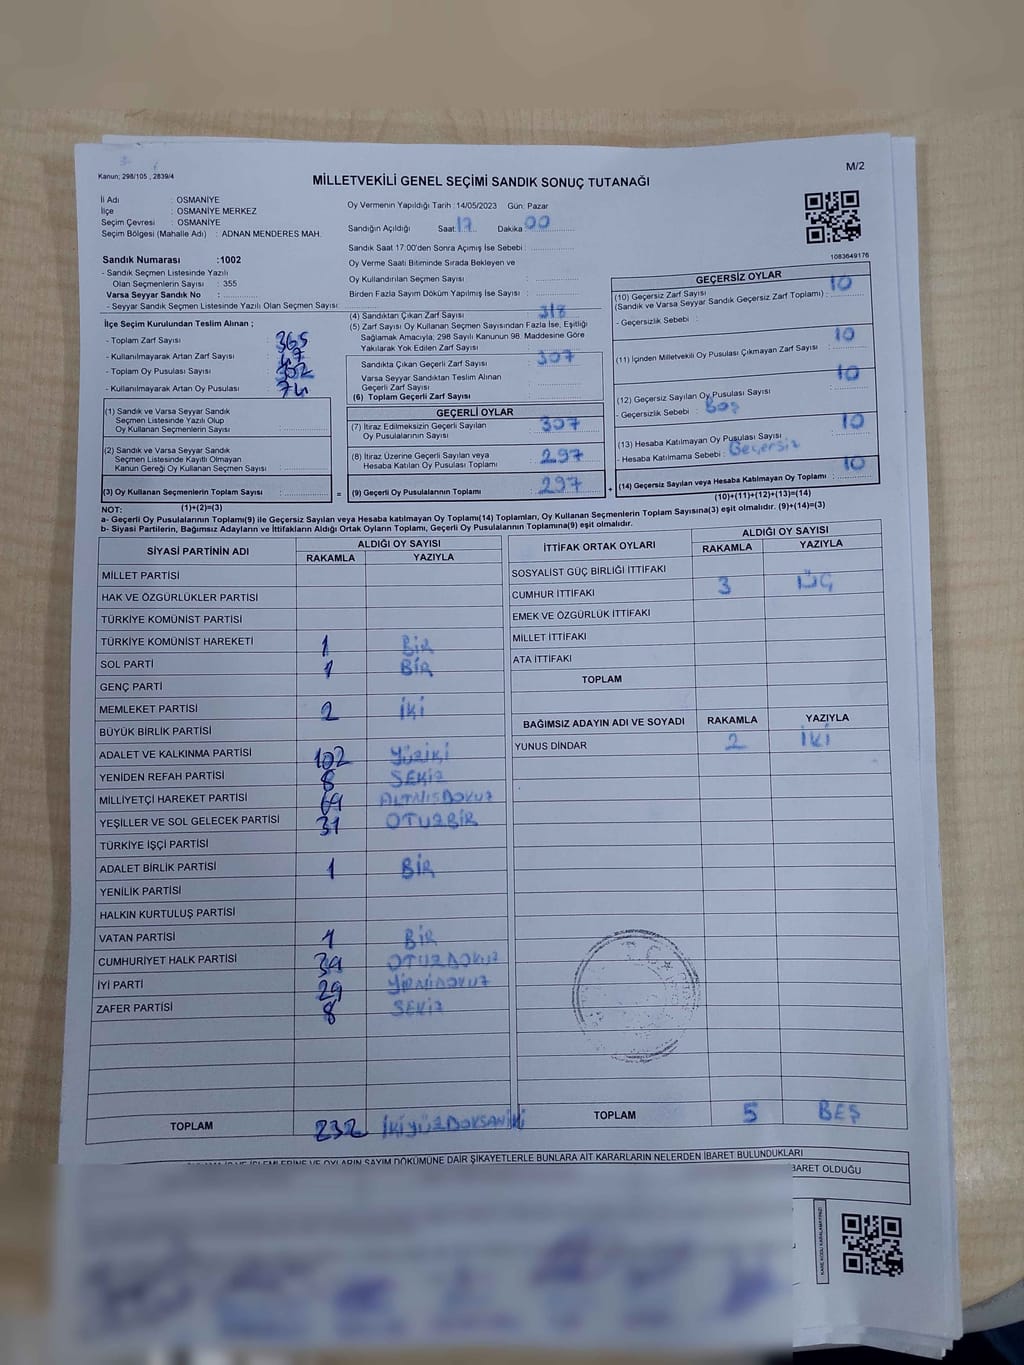 Kanun; 298/105 , 2839/4
M/2
MİLLETVEKİLİ GENEL SEÇİMİ SANDIK SONUÇ TUTANAĞI
İl Adı : OSMANİYE
İlçe : OSMANİYE MERKEZ
Seçim Çevresi : OSMANİYE
Seçim Bölgesi (Mahalle Adı) : ADNAN MENDERES MAH.
Sandık Numarası :1002
- Sandık Seçmen Listesinde Yazılı
Olan Seçmenlerin Sayısı : 355
Varsa Seyyar Sandık No :
- Seyyar Sandık Seçmen Listesinde Yazılı Olan Seçmen Sayısı:
Oy Vermenin Yapıldığı Tarih :14/05/2023 Gün: Pazar
Sandığın Açıldığı Saat: 17 Dakika 00
Sandık Saat 17:00'den Sonra Açımış İse Sebebi :
Oy Verme Saati Bitiminde Sırada Bekleyen ve
Oy Kullandırılan Seçmen Sayısı :
Birden Fazla Sayım Döküm Yapılmış İse Sayısı :
1083649176
İlçe Seçim Kurulundan Teslim Alınan ;
- Toplam Zarf Sayısı : 365
- Kullanılmayarak Artan Zarf Sayısı : 47
- Toplam Oy Pusulası Sayısı :
- Kullanılmayarak Artan Oy Pusulası : 74
(1) Sandık ve Varsa Seyyar Sandık
Seçmen Listesinde Yazılı Olup
Oy Kullanan Seçmenlerin Sayısı :
(2) Sandık ve Varsa Seyyar Sandık
Seçmen Listesinde Kayıtlı Olmayan
Kanun Gereği Oy Kullanan Seçmen Sayısı :
(3) Oy Kullanan Seçmenlerin Toplam Sayısı : =
(1)+(2)=(3)
(4) Sandıktan Çıkan Zarf Sayısı : 318
(5) Zarf Sayısı Oy Kullanan Seçmen Sayısından Fazla İse, Eşitliği
Sağlamak Amacıyla; 298 Sayılı Kanunun 98. Maddesine Göre
Yakılarak Yok Edilen Zarf Sayısı :
Sandıkta Çıkan Geçerli Zarf Sayısı : 307
Varsa Seyyar Sandıktan Teslim Alınan
Geçerli Zarf Sayısı :
(6) Toplam Geçerli Zarf Sayısı :
GEÇERLİ OYLAR
(7) İtiraz Edilmeksizin Geçerli Sayılan
Oy Pusulalarının Sayısı : 307
(8) İtiraz Üzerine Geçerli Sayılan veya
Hesaba Katılan Oy Pusulası Toplamı : 297
(9) Geçerli Oy Pusulalarının Toplamı : 297 +
GEÇERSİZ OYLAR
(10) Geçersiz Zarf Sayısı
(Sandık ve Varsa Seyyar Sandık Geçersiz Zarf Toplamı) : 10
- Geçersizlik Sebebi :
(11) İçinden Milletvekili Oy Pusulası Çıkmayan Zarf Sayısı : 10
(12) Geçersiz Sayılan Oy Pusulası Sayısı : 10
- Geçersizlik Sebebi : Boş
(13) Hesaba Katılmayan Oy Pusulası Sayısı : 10
- Hesaba Katılmama Sebebi : Geçersiz
(14) Geçersiz Sayılan veya Hesaba Katılmayan Oy Toplamı : 10
(10)+(11)+(12)+(13)=(14)
NOT:
a- Geçerli Oy Pusulalarının Toplamı(9) ile Geçersiz Sayılan veya Hesaba katılmayan Oy Toplamı(14) Toplamları, Oy Kullanan Seçmenlerin Toplam Sayısına(3) eşit olmalıdır. (9)+(14)=(3)
b- Siyasi Partilerin, Bağımsız Adayların ve İttifakların Aldığı Ortak Oyların Toplamı, Geçerli Oy Pusulalarının Toplamına(9) eşit olmalıdır.
SİYASİ PARTİNİN ADI ALDIĞI OY SAYISI
RAKAMLA YAZIYLA
MİLLET PARTİSİ
HAK VE ÖZGÜRLÜKLER PARTİSİ
TÜRKİYE KOMÜNİST PARTİSİ
TÜRKİYE KOMÜNİST HAREKETİ 1 BİR
SOL PARTİ 1 BİR
GENÇ PARTİ
MEMLEKET PARTİSİ 2 İKİ
BÜYÜK BİRLİK PARTİSİ
ADALET VE KALKINMA PARTİSİ 102 YÜZİKİ
YENİDEN REFAH PARTİSİ 8 SEKİZ
MİLLİYETÇİ HAREKET PARTİSİ 69 ALTMIŞDOKUZ
YEŞİLLER VE SOL GELECEK PARTİSİ 31 OTUZBİR
TÜRKİYE İŞÇİ PARTİSİ
ADALET BİRLİK PARTİSİ 1 BİR
YENİLİK PARTİSİ
HALKIN KURTULUŞ PARTİSİ
VATAN PARTİSİ 1 BİR
CUMHURİYET HALK PARTİSİ 39 OTUZDOKUZ
İYİ PARTİ 29 YİRMİDOKUZ
ZAFER PARTİSİ 8 SEKİZ
TOPLAM 292 İKİYÜZDOKSANİKİ
İTTİFAK ORTAK OYLARI ALDIĞI OY SAYISI
RAKAMLA YAZIYLA
SOSYALİST GÜÇ BİRLİĞİ İTTİFAKI
CUMHUR İTTİFAKI 3 ÜÇ
EMEK VE ÖZGÜRLÜK İTTİFAKI
MİLLET İTTİFAKI
ATA İTTİFAKI
TOPLAM
BAĞIMSIZ ADAYIN ADI VE SOYADI RAKAMLA YAZIYLA
YUNUS DİNDAR 2 İKİ
T.C.
TOPLAM 5 BEŞ
İŞLEMLERİNE VE OYLARIN SAYIM DÖKÜMÜNE DAİR ŞİKAYETLERLE BUNLARA AİT KARARLARIN NELERDEN İBARET BULUNDUKLARI
İBARET OLDUĞU